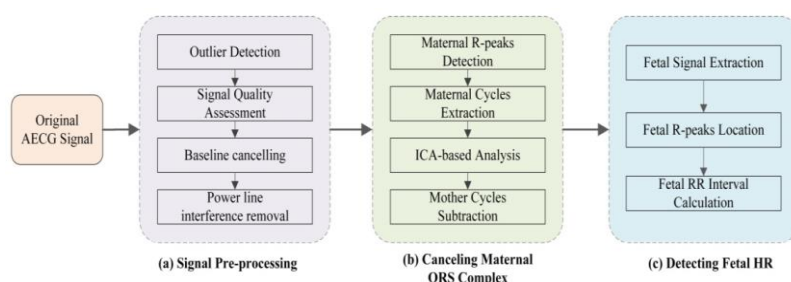 Original
AECG Signal
Outlier Detection
Signal Quality
Assessment
Baseline cancelling
Power line
interference removal
(a) Signal Pre-processing
Maternal R-peaks
Detection
Maternal Cycles
Extraction
ICA-based Analysis
Mother Cycles
Subtraction
(b) Canceling Maternal
QRS Complex
Fetal Signal Extraction
Fetal R-peaks Location
Fetal RR Interval
Calculation
(c) Detecting Fetal HR